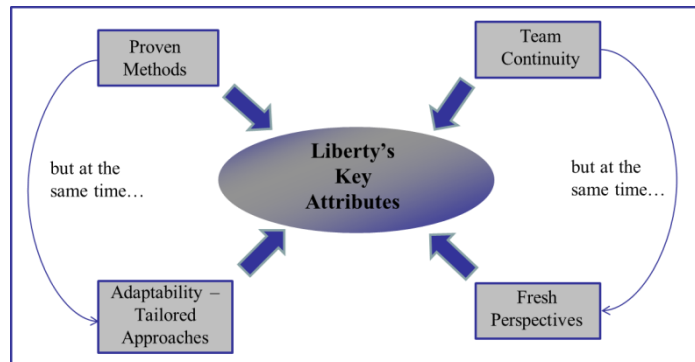 Proven
Methods
Team
Continuity
Liberty's
Key
Attributes
but at the
same time…
but at the
same time…
Adaptability –
Tailored
Approaches
Fresh
Perspectives